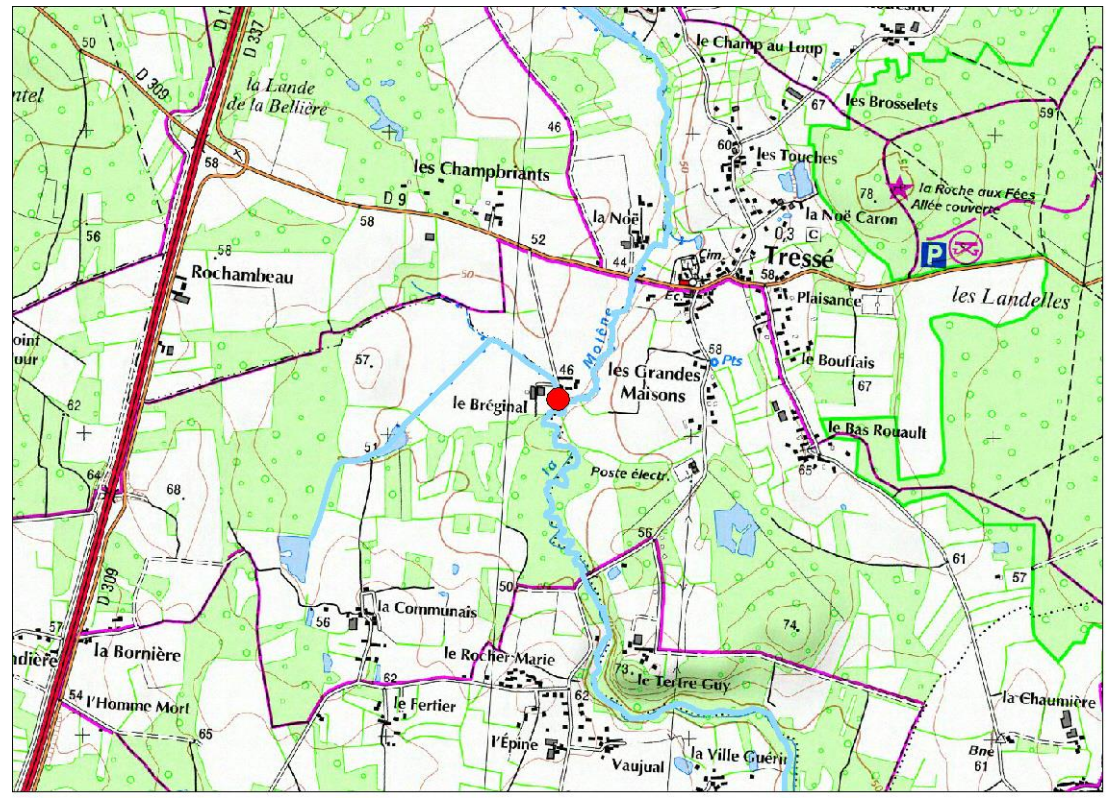 D 337
50
D 309
la Lande
de la Bellière
le Champ au Loup
67
les Brosselets
59
46
58
60
les Touches
les Champbriants
78
75
la Roche aux Fées
Allée couverte
D 9
58
la Noë
la Noë Caron
56
58
52
0,3
C
Cim.
Tressé
50
44
58
P
Rochambeau
Ec.
Plaisance
les Landelles
la Molène
58
Pts
le Bouffais
57
46
les Grandes
Maisons
67
le Bréginal
62
51
le Bas Rouault
64
Poste électr.
65
68
56
61
57
D 309
50
la Communais
56
74
57
la Bornière
le Rocher Marie
73
le Tertre Guy
62
62
54
l'Homme Mort
le Fertier
la Chaumière
65
l'Épine
Vaujual
la Ville Guérin
Bne
61
50